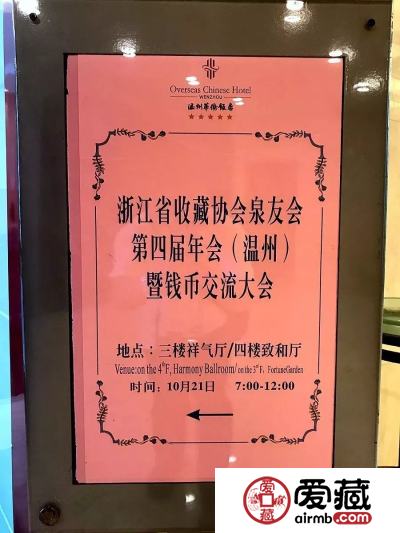 Overseas Chinese Hotel
WENZHOU
温州华侨饭店
浙江省收藏协会泉友会
第四届年会（温州）
暨钱币交流大会
地点：三楼祥气厅/四楼致和厅
Venue:on the 4thF, Harmony Ballroom/ on the 3rdF, FortuneGarden
时间：10月21日 7:00-12:00
爱藏
爱藏
airmb.com